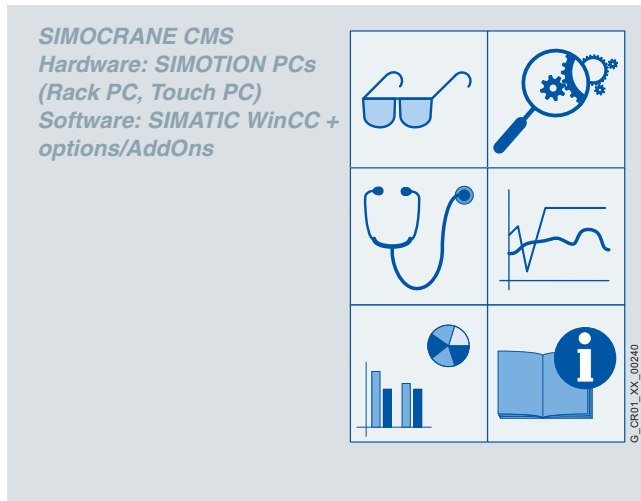 SIMOCRANE CMS
Hardware: SIMOTION PCs
(Rack PC, Touch PC)
Software: SIMATIC WinCC +
options/AddOns
i
G_CR01_XX_00240